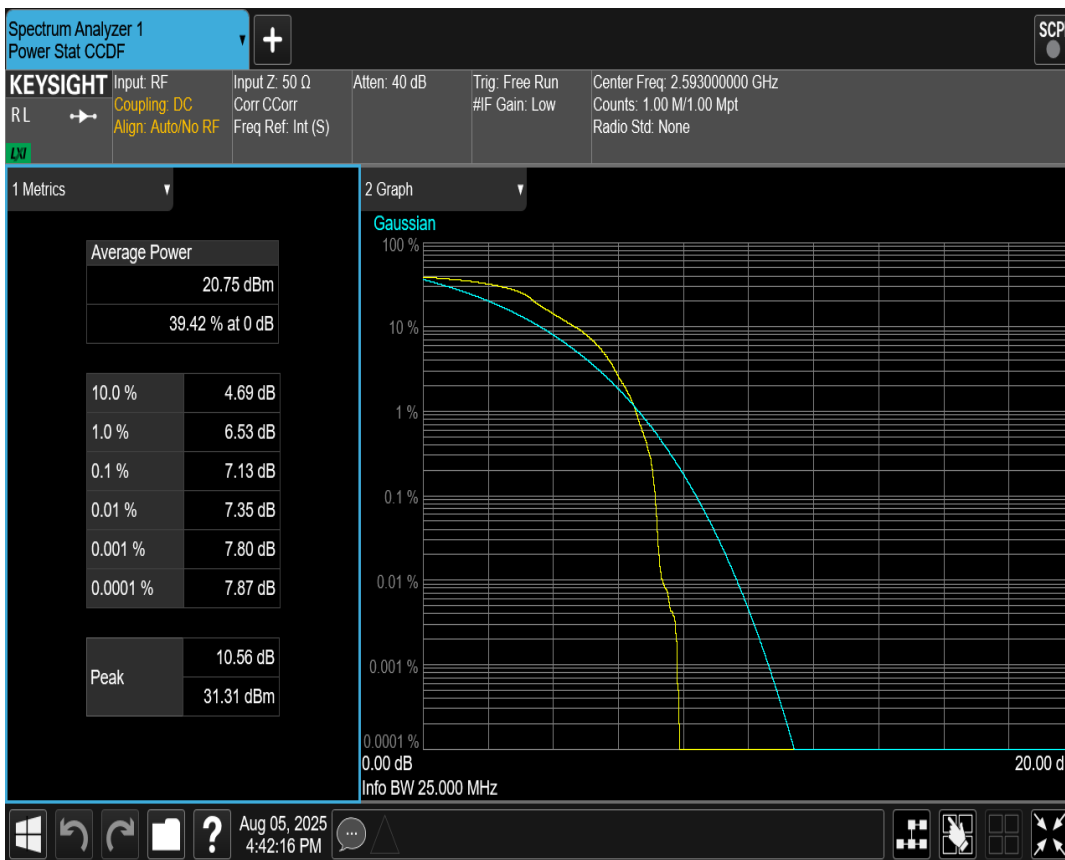 Spectrum Analyzer 1
Power Stat CCDF
+
SCP
KEYSIGHT
RL
LXI
Input: RF
Coupling: DC
Align: Auto/No RF
Input Z: 50 Ω
Corr CCorr
Freq Ref: Int (S)
Atten: 40 dB
Trig: Free Run
#IF Gain: Low
Center Freq: 2.593000000 GHz
Counts: 1.00 M/1.00 Mpt
Radio Std: None
1 Metrics
Average Power
20.75 dBm
39.42 % at 0 dB
10.0 % 4.69 dB
1.0 % 6.53 dB
0.1 % 7.13 dB
0.01 % 7.35 dB
0.001 % 7.80 dB
0.0001 % 7.87 dB
Peak
10.56 dB
31.31 dBm
2 Graph
Gaussian
100 %
10 %
1 %
0.1 %
0.01 %
0.001 %
0.0001 %
0.00 dB 20.00 d
Info BW 25.000 MHz
?
Aug 05, 2025
4:42:16 PM